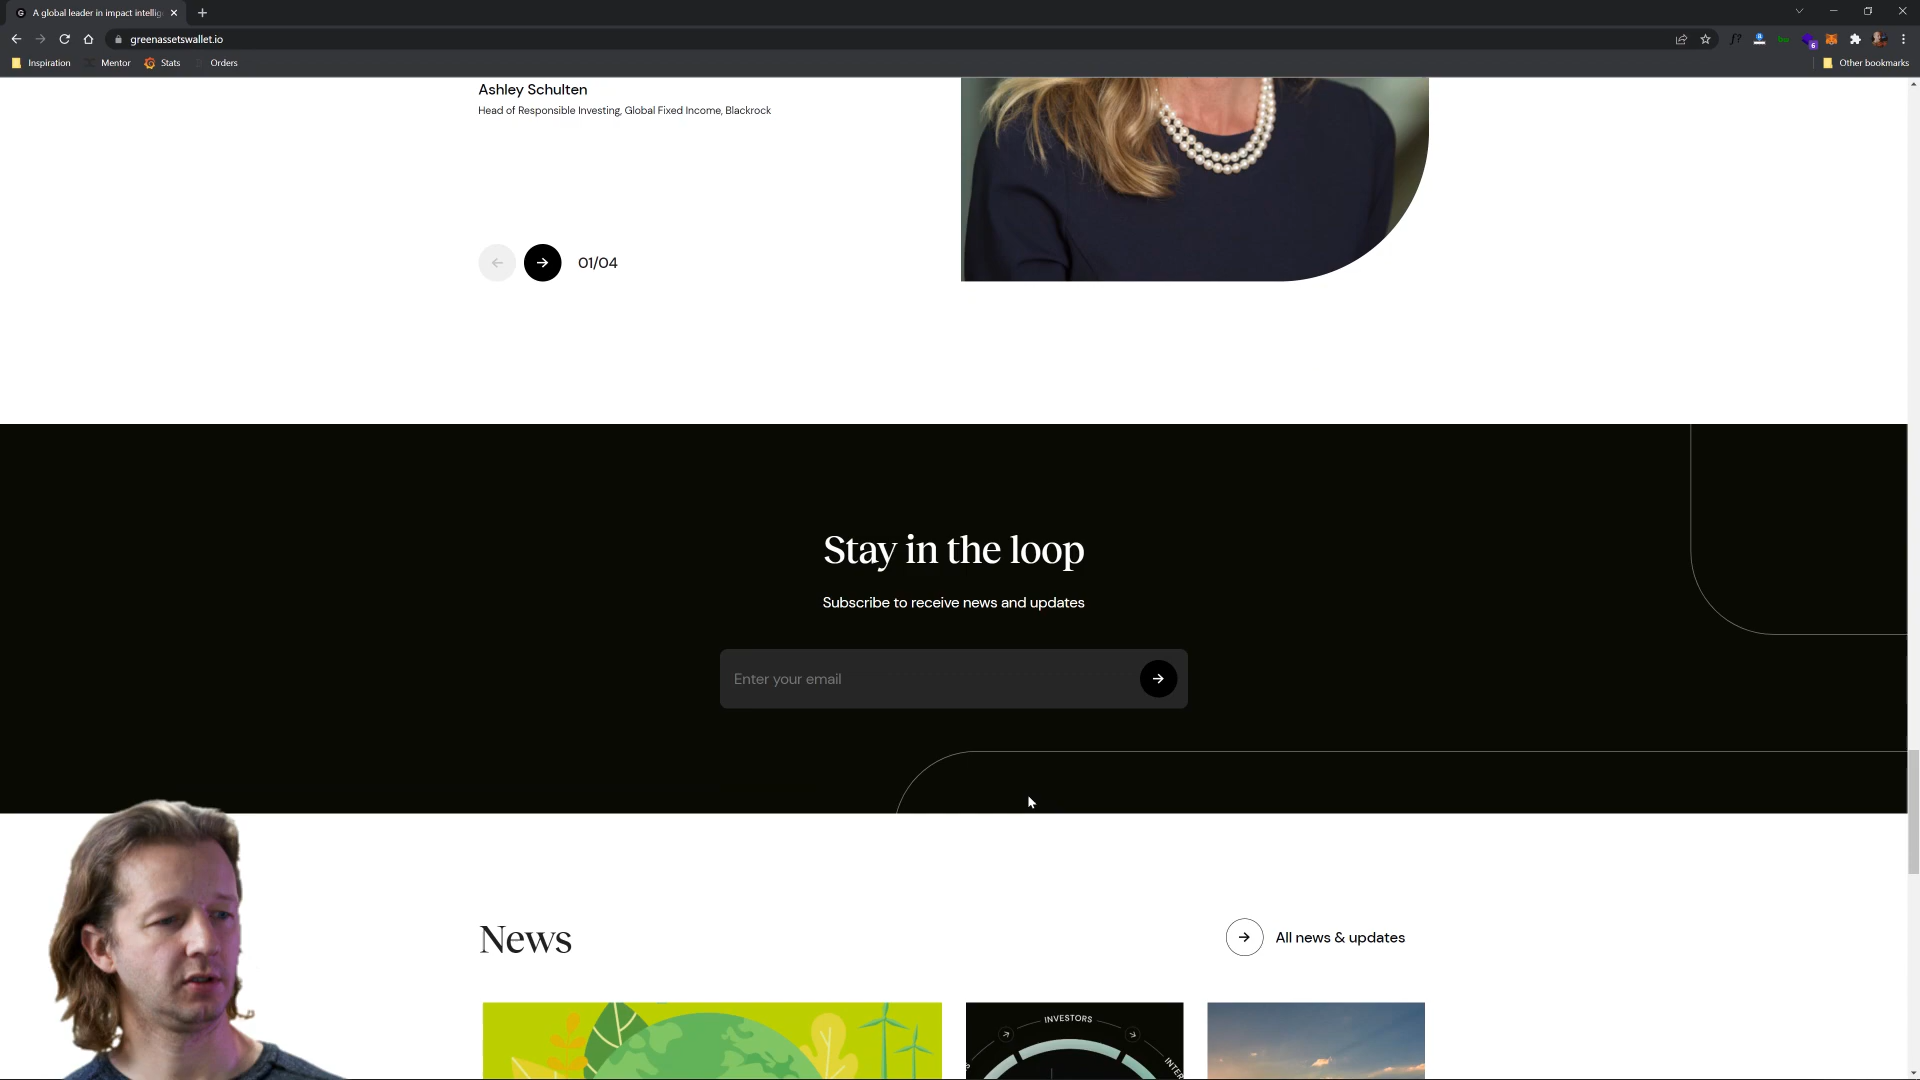 A global leader in impact intellig
greenassetswallet.io
Inspiration
Mentor
Stats
Orders
Other bookmarks
Ashley Schulten
Head of Responsible Investing, Global Fixed Income, Blackrock
01/04
Stay in the loop
Subscribe to receive news and updates
Enter your email
News
All news & updates
INVESTORS
INTER